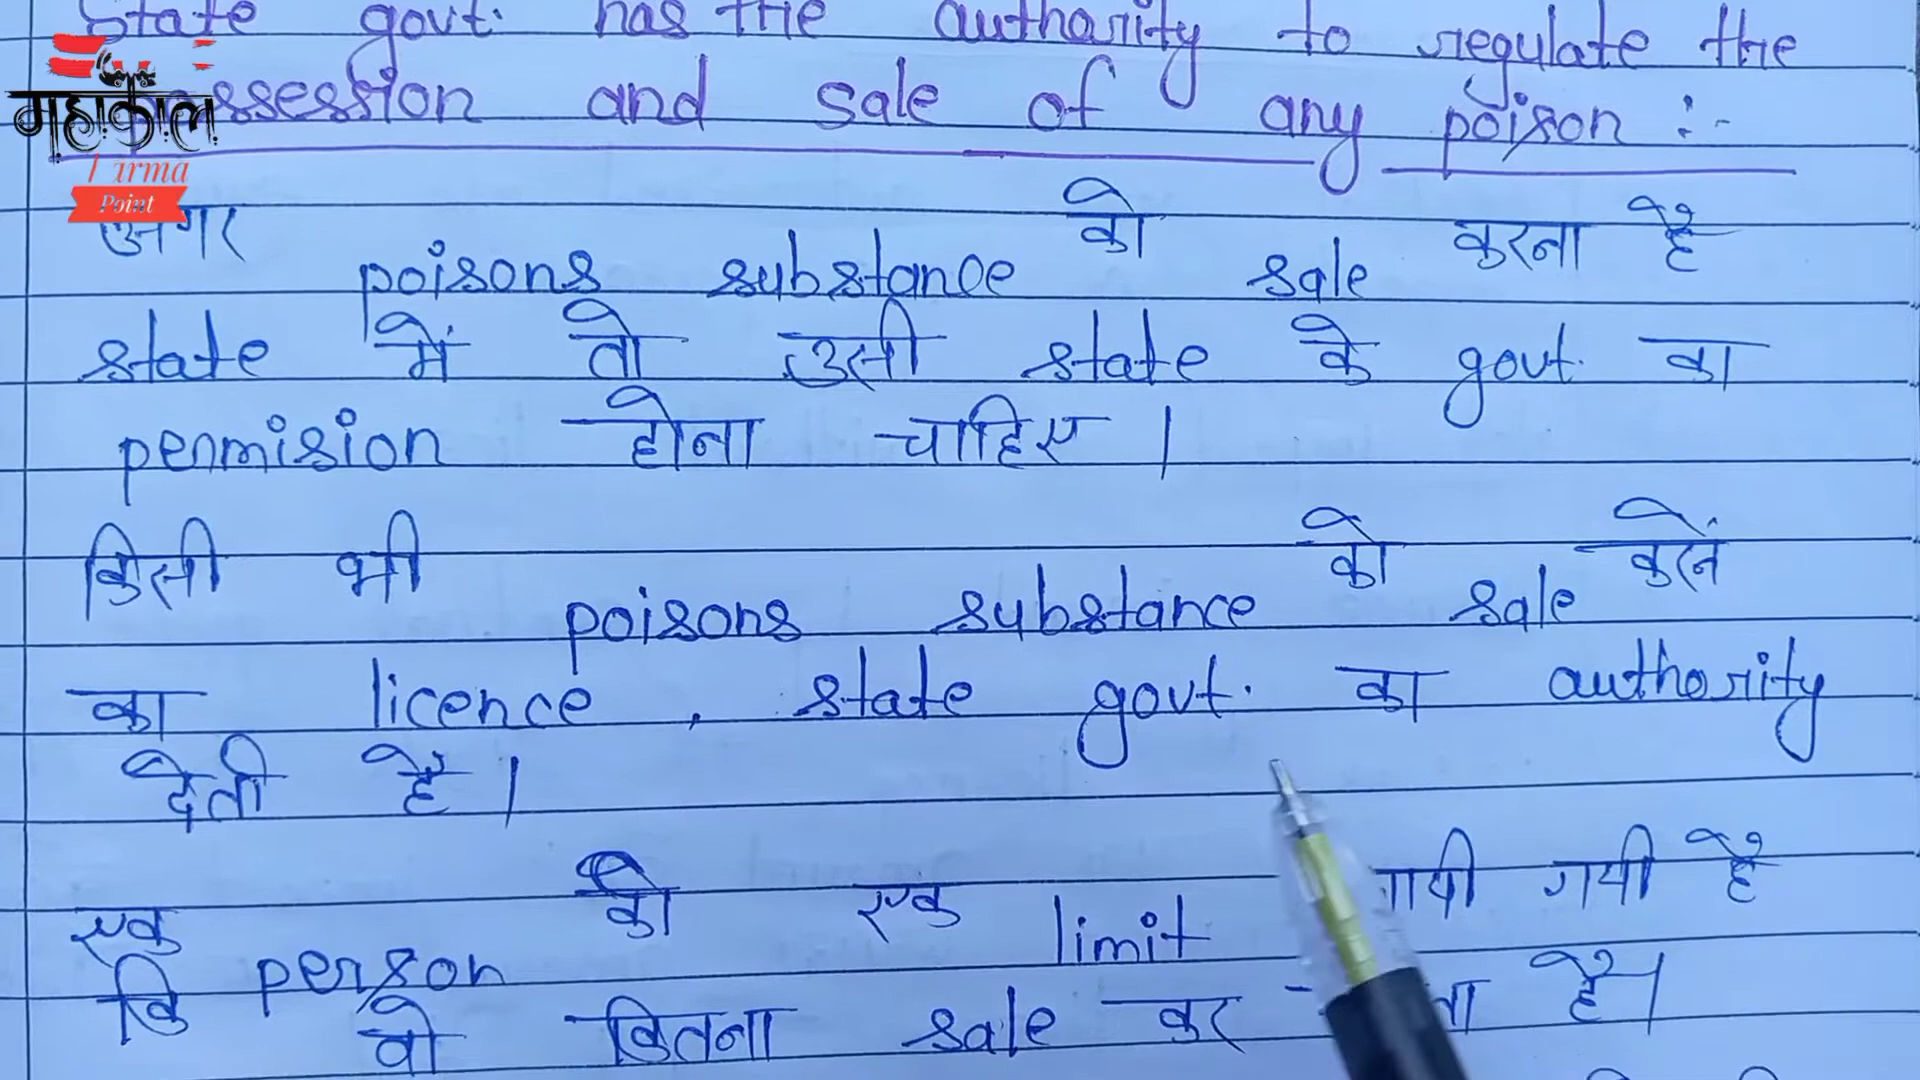 State govt. has the authority to regulate the
possession and sale of any poison :-
महाकाल
Point
अगर poisons substance को sale करना है
state में तो उसी state के govt. का
permision होना चाहिए ।
किसी भी poisons substance को sale करने
का licence , state govt. का authority
देती है ।
एक person को एक limit गयी है
कि वो कितना sale कर है ।